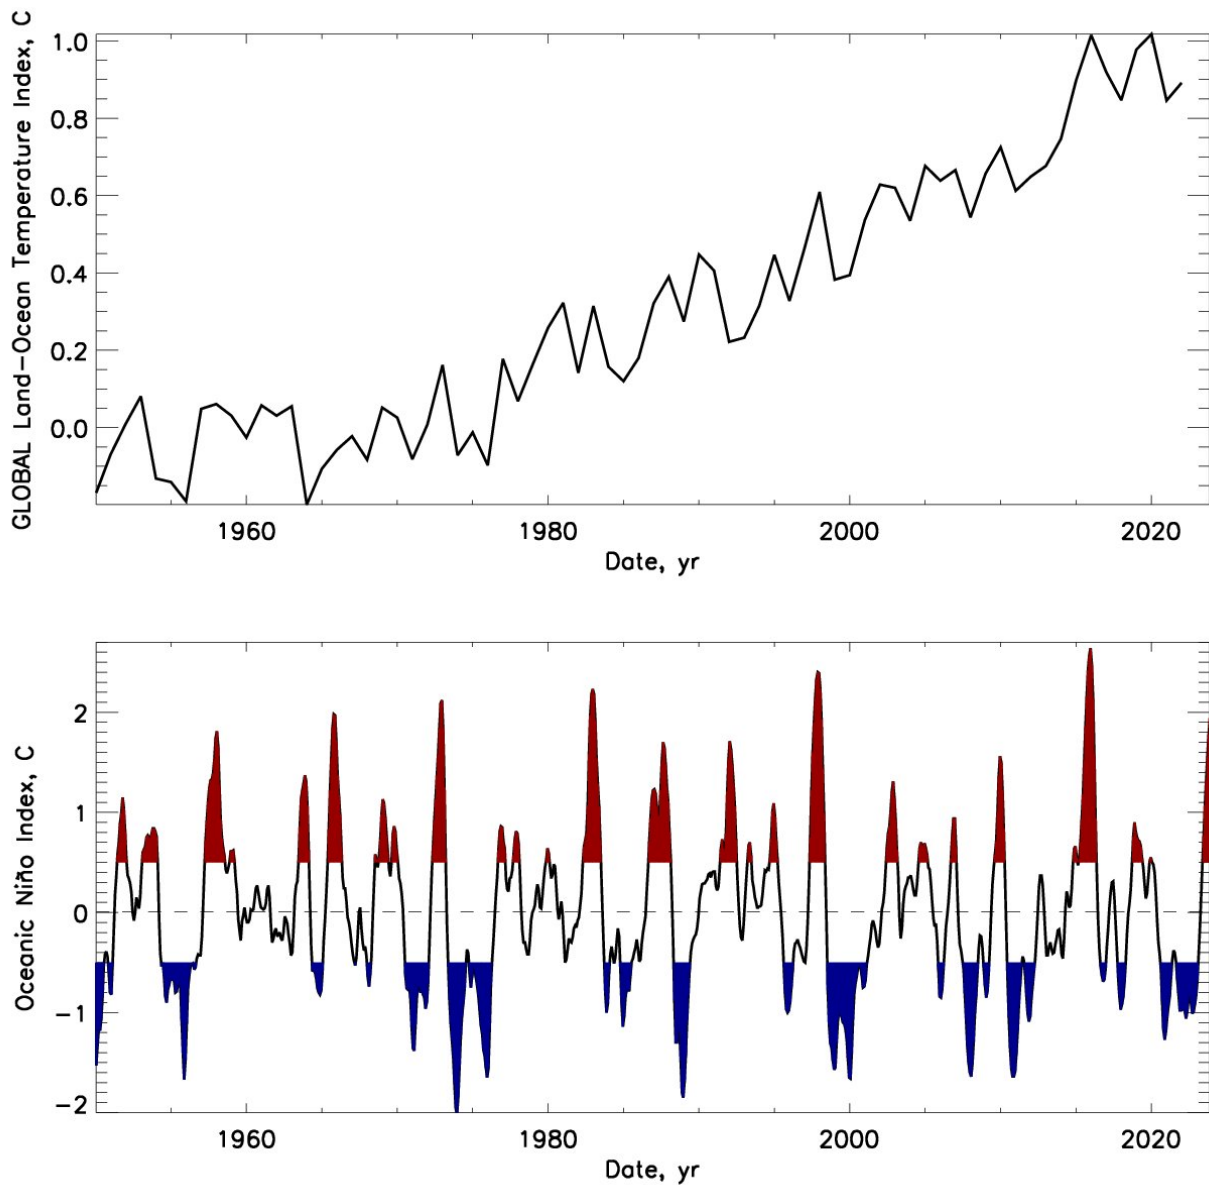 GLOBAL Land-Ocean Temperature Index, C
1.0
0.8
0.6
0.4
0.2
0.0
1960 1980 2000 2020
Date, yr
Oceanic Niño Index, C
2
1
0
-1
-2
1960 1980 2000 2020
Date, yr